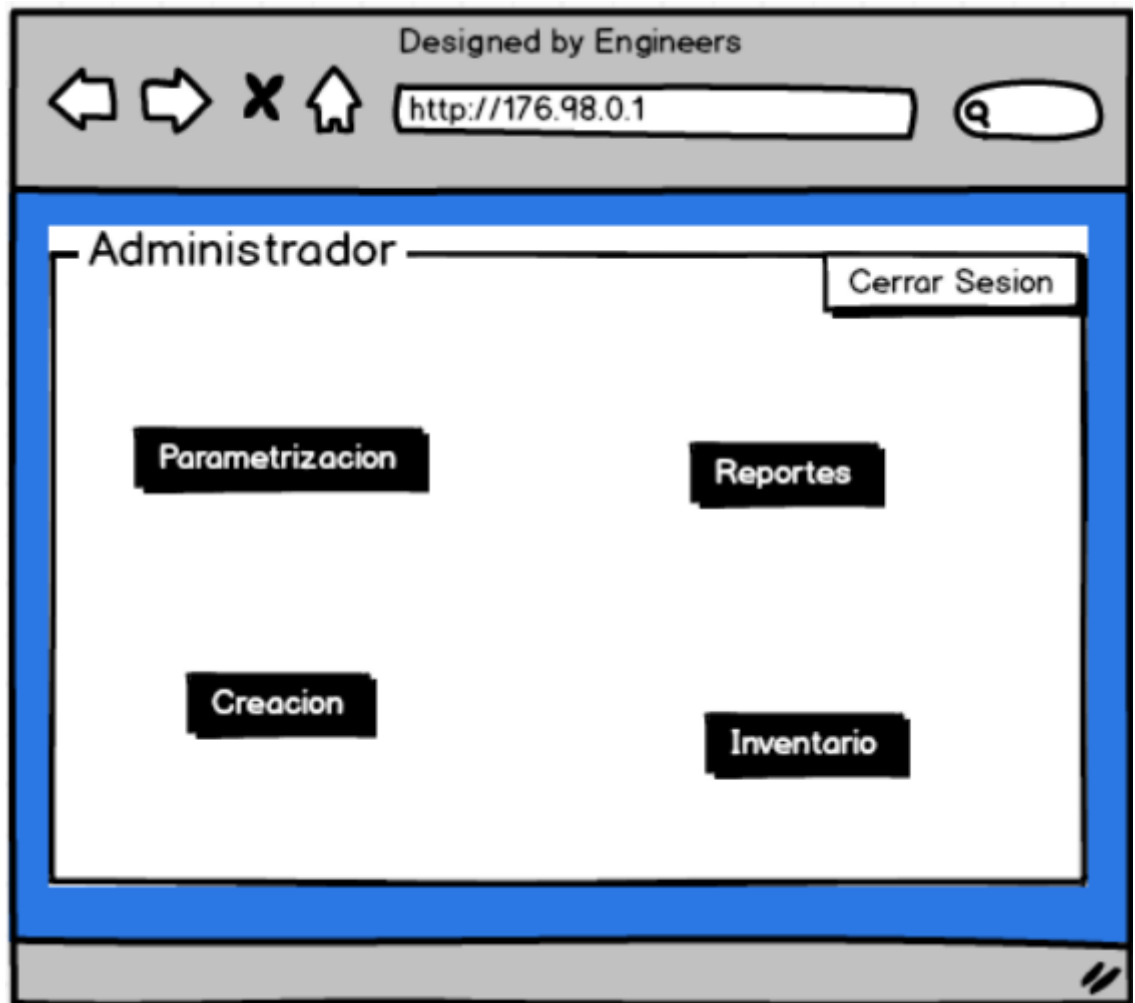 Designed by Engineers
http://176.98.0.1
Administrador
Cerrar Sesion
Parametrizacion
Reportes
Creacion
Inventario